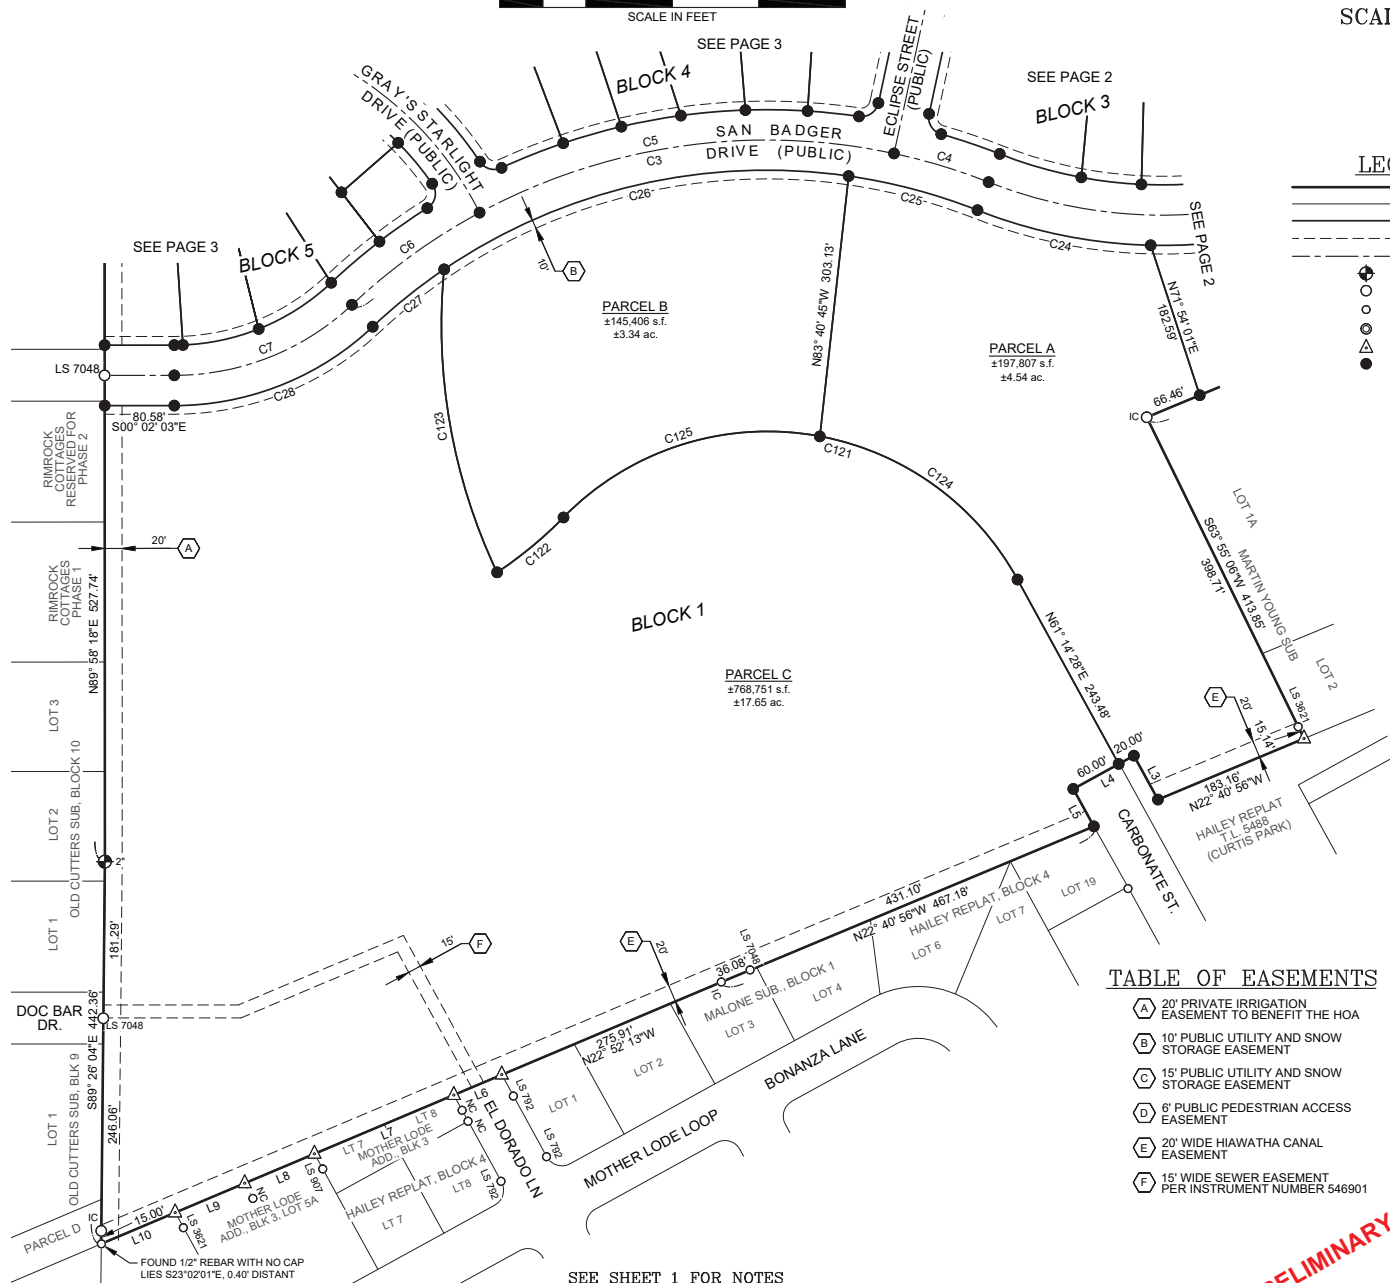 SCALE IN FEET
SEE PAGE 3
BLOCK 4
GRAY'S STARLIGHT
DRIVE (PUBLIC)
C5
SAN BADGER
C3
DRIVE (PUBLIC)
ECLIPSE STREET
(PUBLIC)
C4
SEE PAGE 2
BLOCK 3
SEE PAGE 2
SEE PAGE 3
BLOCK 5
C6
C7
C26
C25
C24
C27
C28
10'
B
LS 7048
80.58'
S00° 02' 03"E
RIMROCK
COTTAGES
RESERVED FOR
PHASE 2
PARCEL B
±145,406 s.f.
±3.34 ac.
N83° 40' 45"W 303.13'
PARCEL A
±197,807 s.f.
±4.54 ac.
N71° 54' 01"E
182.59'
66.46'
IC
C123
C125
C121
C124
C122
20'
A
RIMROCK
COTTAGES
PHASE 1
N89° 58' 18"E 527.74'
LOT 1A
MARTIN YOUNG SUB
S63° 55' 06"W 413.85'
398.71'
LOT 2
LS 3621
BLOCK 1
PARCEL C
±768,751 s.f.
±17.65 ac.
N61° 14' 28"E 243.48'
E
20'
15.14'
20.00'
60.00'
L4
L3
L5
183.16'
N22° 40' 56"W
HAILEY REPLAT
T.L. 5488
(CURTIS PARK)
CARBONATE ST.
LOT 3
LOT 2
OLD CUTTERS SUB, BLOCK 10
2"
LOT 1
181.29'
15'
F
E
20'
431.10'
N22° 40' 56"W 467.18'
HAILEY REPLAT, BLOCK 4
LOT 19
LOT 7
LOT 6
36.08'
LS 7048
IC
MALONE SUB., BLOCK 1
LOT 4
LOT 3
DOC BAR
DR.
LS 7048
S89° 26' 04"E 442.36'
246.06'
LOT 1
OLD CUTTERS SUB, BLK 9
275.91'
N22° 52' 13"W
LOT 2
LOT 1
BONANZA LANE
MOTHER LODE LOOP
L6
LS 792
LS 792
NC
NC
EL DORADO LN
LS 792
L7
LT 8
LT 7
MOTHER LODE
ADD., BLK 3
HAILEY REPLAT, BLOCK 4
LT8
LT 7
L8
LS 907
L9
NC
MOTHER LODE
ADD., BLK 3, LOT 5A
IC
15.00'
L10
LS 3621
PARCEL D
FOUND 1/2" REBAR WITH NO CAP
LIES S23°02'01"E, 0.40' DISTANT
SEE SHEET 1 FOR NOTES
TABLE OF EASEMENTS
A 20' PRIVATE IRRIGATION
EASEMENT TO BENEFIT THE HOA
B 10' PUBLIC UTILITY AND SNOW
STORAGE EASEMENT
C 15' PUBLIC UTILITY AND SNOW
STORAGE EASEMENT
D 6' PUBLIC PEDESTRIAN ACCESS
EASEMENT
E 20' WIDE HIAWATHA CANAL
EASEMENT
F 15' WIDE SEWER EASEMENT
PER INSTRUMENT NUMBER 546901